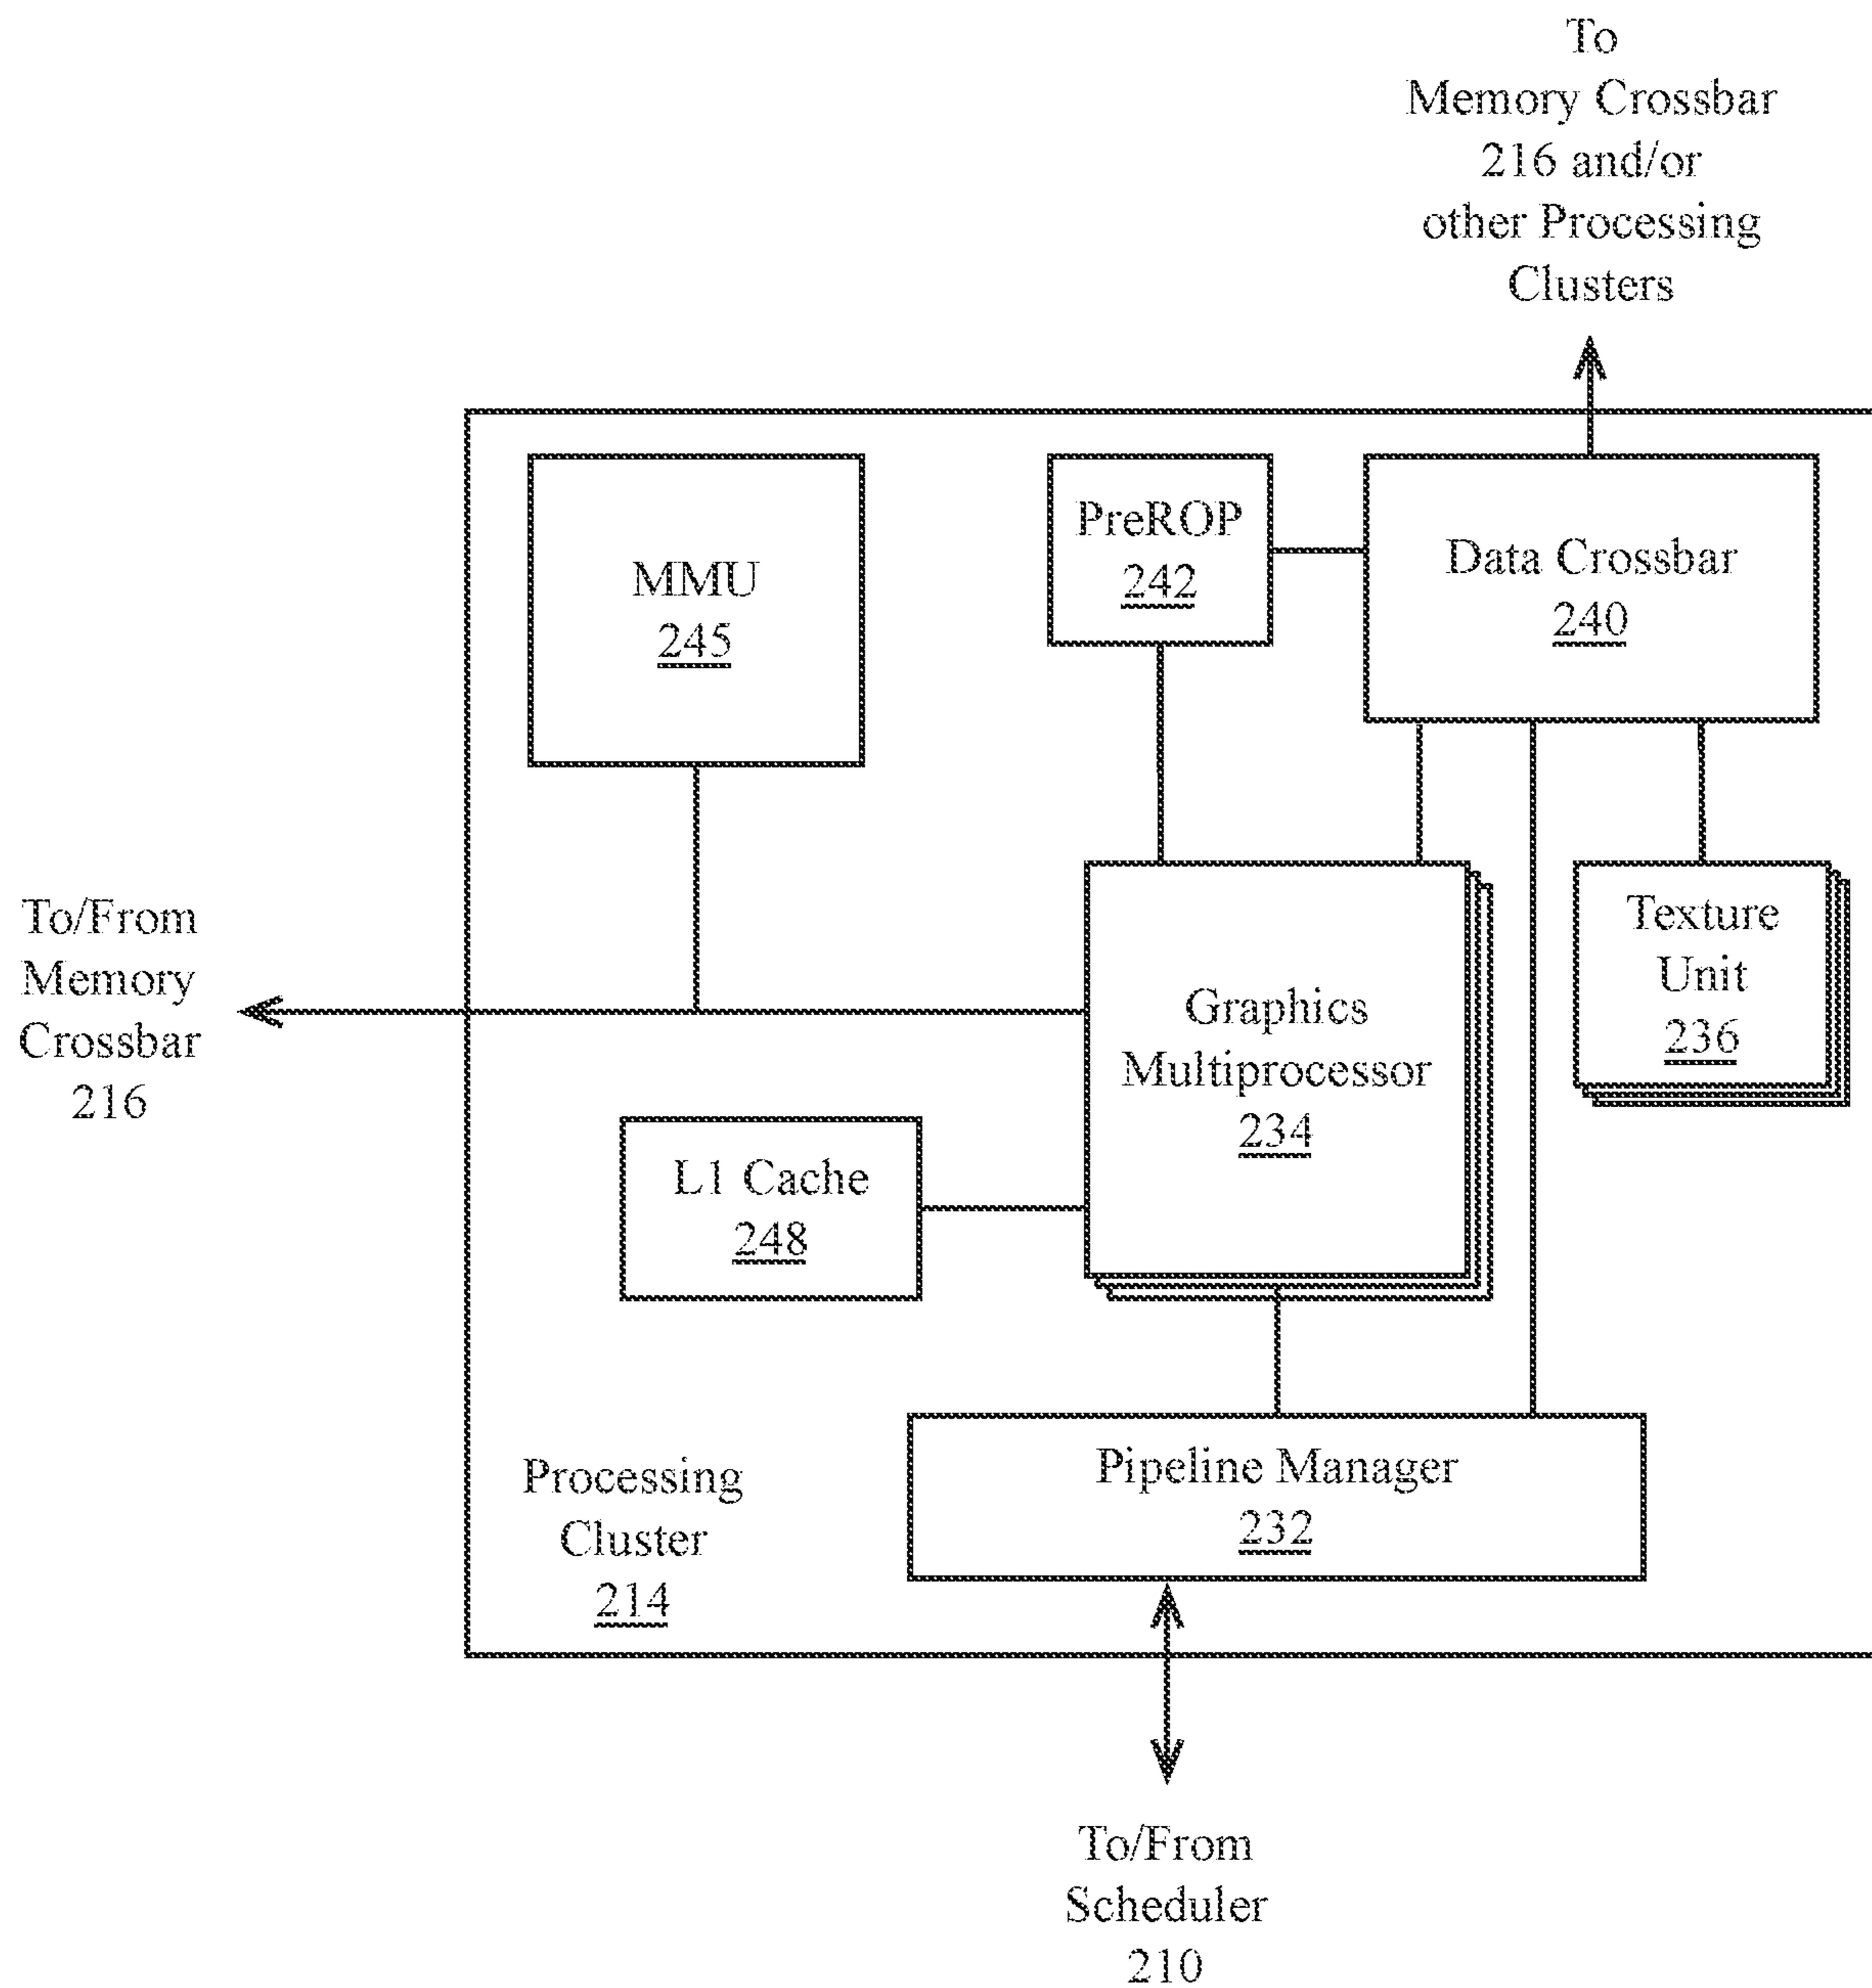 To
Memory Crossbar
216 and/or
other Processing
Clusters
MMU
245
PreROP
242
Data Crossbar
240
To/From
Memory
Crossbar
216
Graphics
Multiprocessor
234
Texture
Unit
236
L1 Cache
248
Processing
Cluster
214
Pipeline Manager
232
To/From
Scheduler
210